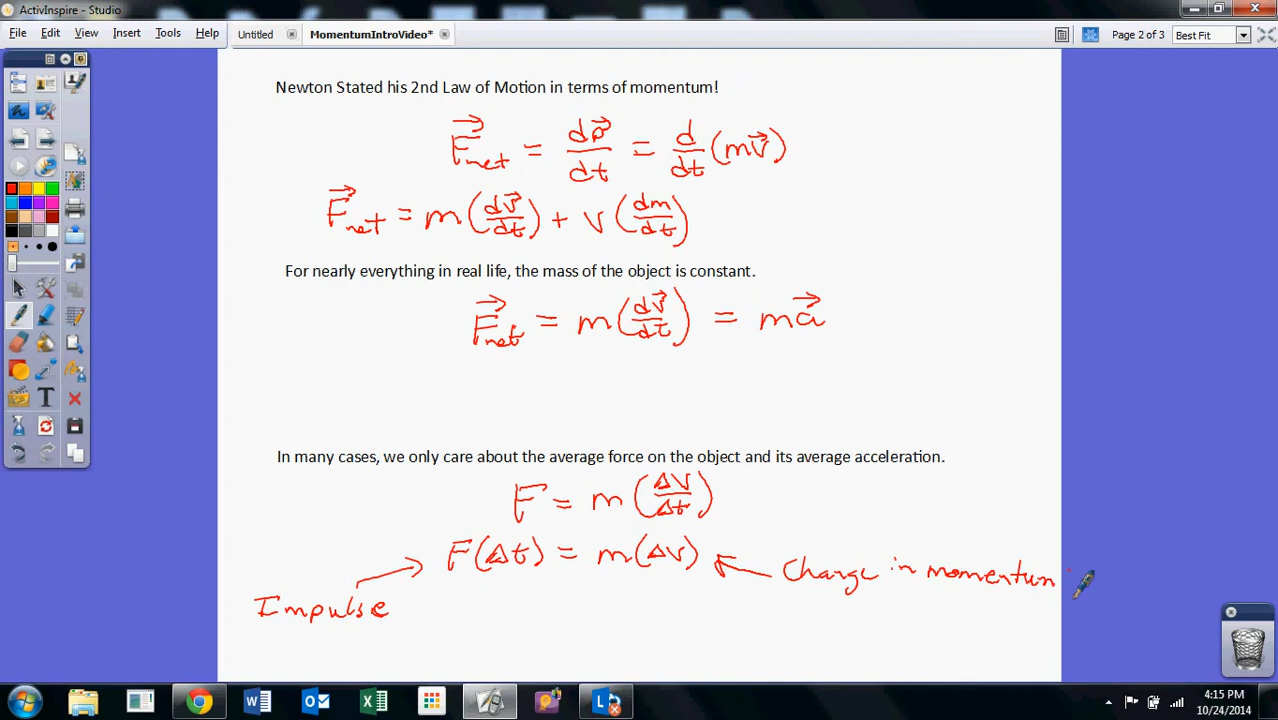 ActivInspire - Studio
File Edit View Insert Tools Help Untitled MomentumIntroVideo* Page 2 of 3 Best Fit
Newton Stated his 2nd Law of Motion in terms of momentum!
F⃗net = dp⃗/dt = d/dt (mv⃗)
F⃗net = m(dv⃗/dt) + v(dm/dt)
For nearly everything in real life, the mass of the object is constant.
F⃗net = m(dv⃗/dt) = ma⃗
In many cases, we only care about the average force on the object and its average acceleration.
F = m(Δv/Δt)
F(Δt) = m(Δv)
Change in momentum
Impulse
4:15 PM
10/24/2014